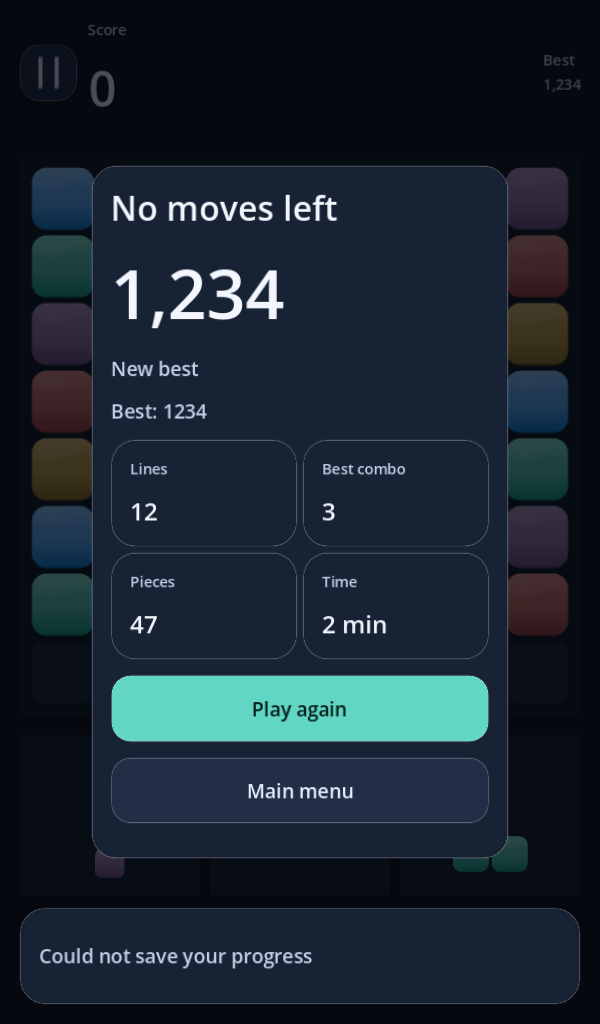 Score
0
Best
1,234
No moves left
1,234
New best
Best: 1234
Lines
12
Best combo
3
Pieces
47
Time
2 min
Play again
Main menu
Could not save your progress